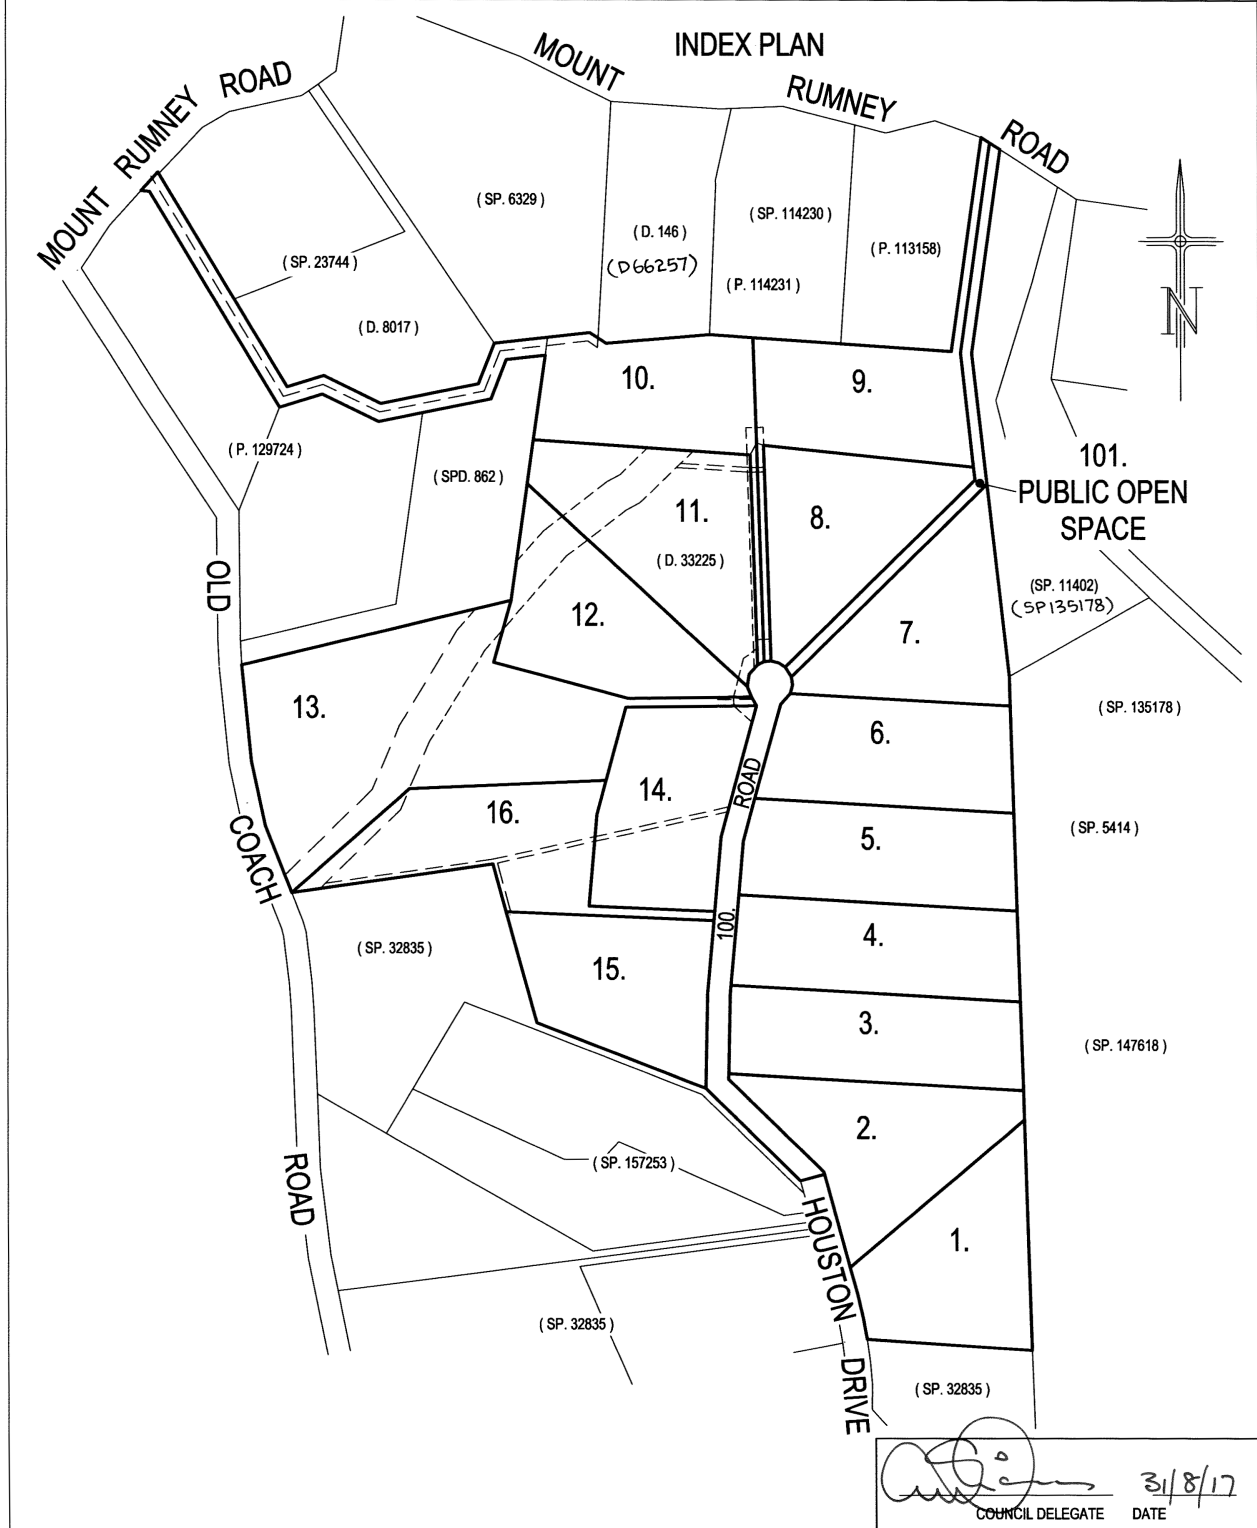 INDEX PLAN
MOUNT RUMNEY ROAD
MOUNT RUMNEY ROAD
( SP. 6329 )
( D. 146 )
(D66257)
( SP. 114230 )
( P. 113158)
( P. 114231 )
( SP. 23744 )
( D. 8017 )
N
10.
9.
( P. 129724 )
( SPD. 862 )
101.
PUBLIC OPEN
SPACE
11.
( D. 33225 )
8.
( SP. 11402)
(SP135178)
12.
7.
OLD COACH ROAD
13.
( SP. 135178 )
6.
ROAD
14.
16.
5.
( SP. 5414 )
100.
4.
( SP. 32835 )
15.
3.
( SP. 147618 )
2.
( SP. 157253 )
1.
HOUSTON DRIVE
( SP. 32835 )
( SP. 32835 )
31/8/17
COUNCIL DELEGATE DATE